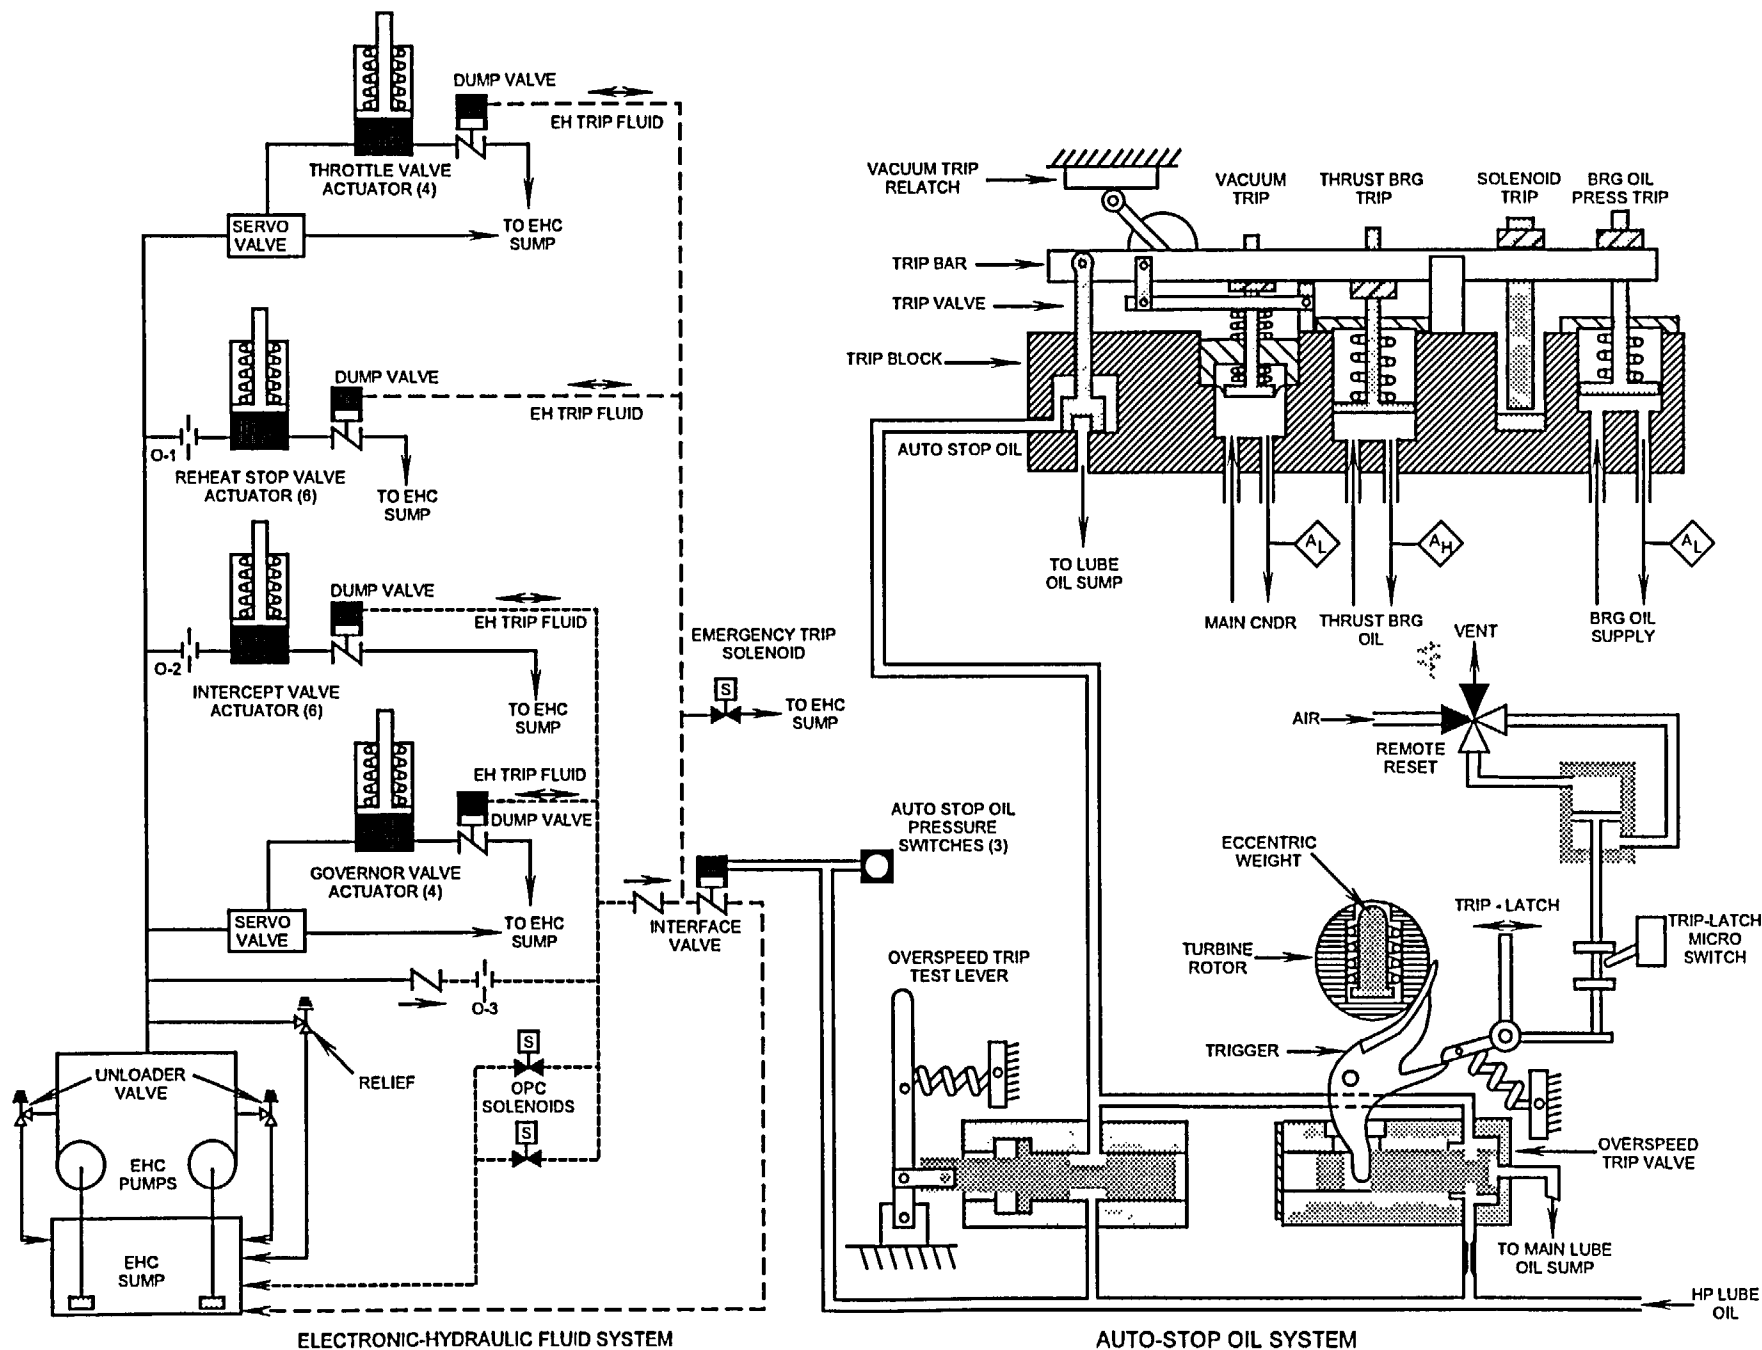 DUMP VALVE
EH TRIP FLUID
THROTTLE VALVE
ACTUATOR (4)
SERVO
VALVE
TO EHC
SUMP
DUMP VALVE
EH TRIP FLUID
O-1
REHEAT STOP VALVE
ACTUATOR (6)
TO EHC
SUMP
DUMP VALVE
EH TRIP FLUID
O-2
INTERCEPT VALVE
ACTUATOR (6)
TO EHC
SUMP
EMERGENCY TRIP
SOLENOID
S
TO EHC
SUMP
EH TRIP FLUID
DUMP VALVE
GOVERNOR VALVE
ACTUATOR (4)
SERVO
VALVE
TO EHC
SUMP
INTERFACE
VALVE
O-3
RELIEF
UNLOADER
VALVE
S
OPC
SOLENOIDS
S
EHC
PUMPS
EHC
SUMP
ELECTRONIC-HYDRAULIC FLUID SYSTEM
VACUUM TRIP
RELATCH
VACUUM
TRIP
THRUST BRG
TRIP
SOLENOID
TRIP
BRG OIL
PRESS TRIP
TRIP BAR
TRIP VALVE
TRIP BLOCK
AUTO STOP OIL
TO LUBE
OIL SUMP
AL
AH
AL
MAIN CNDR
THRUST BRG
OIL
BRG OIL
SUPPLY
VENT
AIR
REMOTE
RESET
AUTO STOP OIL
PRESSURE
SWITCHES (3)
ECCENTRIC
WEIGHT
TRIP - LATCH
TRIP-LATCH
MICRO
SWITCH
TURBINE
ROTOR
OVERSPEED TRIP
TEST LEVER
TRIGGER
OVERSPEED
TRIP VALVE
TO MAIN LUBE
OIL SUMP
HP LUBE
OIL
AUTO-STOP OIL SYSTEM